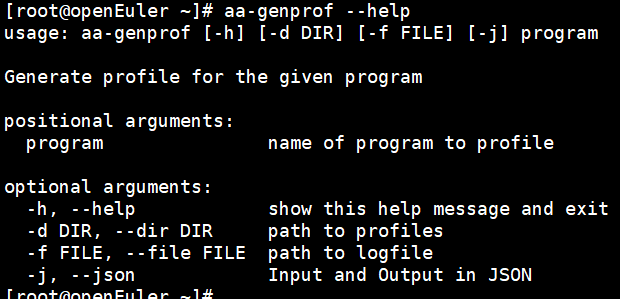 [root@openEuler ~]# aa-genprof --help
usage: aa-genprof [-h] [-d DIR] [-f FILE] [-j] program
Generate profile for the given program
positional arguments:
  program               name of program to profile
optional arguments:
  -h, --help            show this help message and exit
  -d DIR, --dir DIR     path to profiles
  -f FILE, --file FILE  path to logfile
  -j, --json            Input and Output in JSON
[root@openEuler ~]#